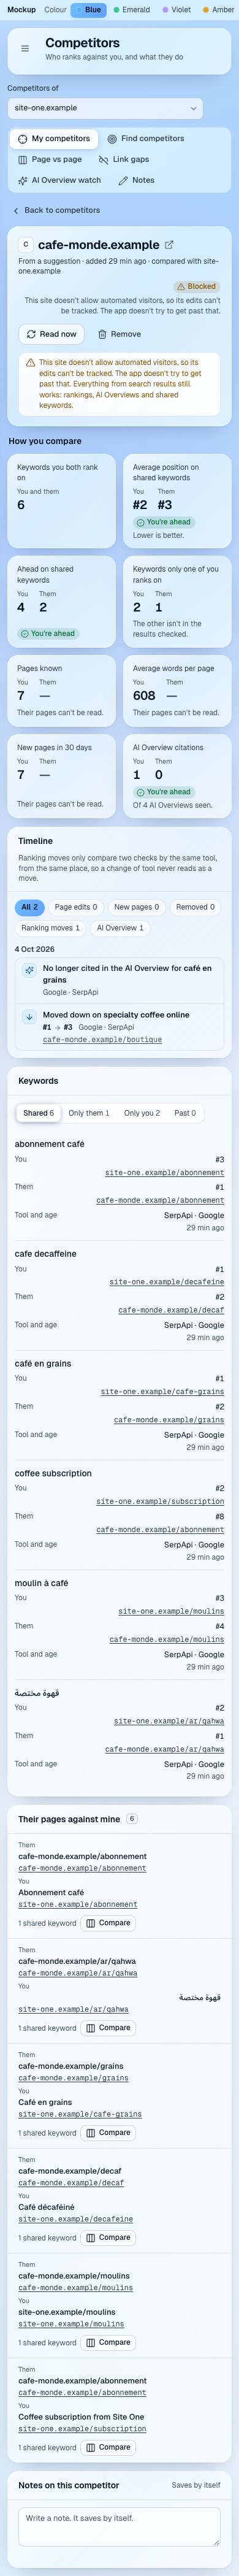 Mockup Colour Blue Emerald Violet Amber
Competitors
Who ranks against you, and what they do
Competitors of
site-one.example
My competitors Find competitors
Page vs page Link gaps
AI Overview watch Notes
Back to competitors
C cafe-monde.example
From a suggestion · added 29 min ago · compared with site-
one.example
Blocked
This site doesn't allow automated visitors, so its edits can't
be tracked. The app doesn't try to get past that.
Read now Remove
This site doesn't allow automated visitors, so its
edits can't be tracked. The app doesn't try to get
past that. Everything from search results still
works: rankings, AI Overviews and shared
keywords.
How you compare
Keywords you both rank
on
You and them
6
Average position on
shared keywords
You Them
#2 #3
You're ahead
Lower is better.
Ahead on shared
keywords
You Them
4 2
You're ahead
Keywords only one of you
ranks on
You Them
2 1
The other isn't in the
results checked.
Pages known
You Them
7 —
Their pages can't be read.
Average words per page
You Them
608 —
Their pages can't be read.
New pages in 30 days
You Them
7 —
Their pages can't be read.
AI Overview citations
You Them
1 0
You're ahead
Of 4 AI Overviews seen.
Timeline
Ranking moves only compare two checks by the same tool,
from the same place, so a change of tool never reads as a
move.
All 2 Page edits 0 New pages 0 Removed 0
Ranking moves 1 AI Overview 1
4 Oct 2026
No longer cited in the AI Overview for café en
grains
Google · SerpApi
Moved down on specialty coffee online
#1 → #3 Google · SerpApi
cafe-monde.example/boutique
Keywords
Shared 6 Only them 1 Only you 2 Past 0
abonnement café
You #3
site-one.example/abonnement
Them #1
cafe-monde.example/abonnement
Tool and age SerpApi · Google
29 min ago
cafe decaffeine
You #1
site-one.example/decafeine
Them #2
cafe-monde.example/decaf
Tool and age SerpApi · Google
29 min ago
café en grains
You #1
site-one.example/cafe-grains
Them #2
cafe-monde.example/grains
Tool and age SerpApi · Google
29 min ago
coffee subscription
You #2
site-one.example/subscription
Them #8
cafe-monde.example/abonnement
Tool and age SerpApi · Google
29 min ago
moulin à café
You #3
site-one.example/moulins
Them #4
cafe-monde.example/moulins
Tool and age SerpApi · Google
29 min ago
قهوة مختصة
You #2
site-one.example/ar/qahwa
Them #1
cafe-monde.example/ar/qahwa
Tool and age SerpApi · Google
29 min ago
Their pages against mine 6
Them
cafe-monde.example/abonnement
cafe-monde.example/abonnement
You
Abonnement café
site-one.example/abonnement
1 shared keyword Compare
Them
cafe-monde.example/ar/qahwa
cafe-monde.example/ar/qahwa
You
قهوة مختصة
site-one.example/ar/qahwa
1 shared keyword Compare
Them
cafe-monde.example/grains
cafe-monde.example/grains
You
Café en grains
site-one.example/cafe-grains
1 shared keyword Compare
Them
cafe-monde.example/decaf
cafe-monde.example/decaf
You
Café décaféiné
site-one.example/decafeine
1 shared keyword Compare
Them
cafe-monde.example/moulins
cafe-monde.example/moulins
You
site-one.example/moulins
site-one.example/moulins
1 shared keyword Compare
Them
cafe-monde.example/abonnement
cafe-monde.example/abonnement
You
Coffee subscription from Site One
site-one.example/subscription
1 shared keyword Compare
Notes on this competitor Saves by itself
Write a note. It saves by itself.